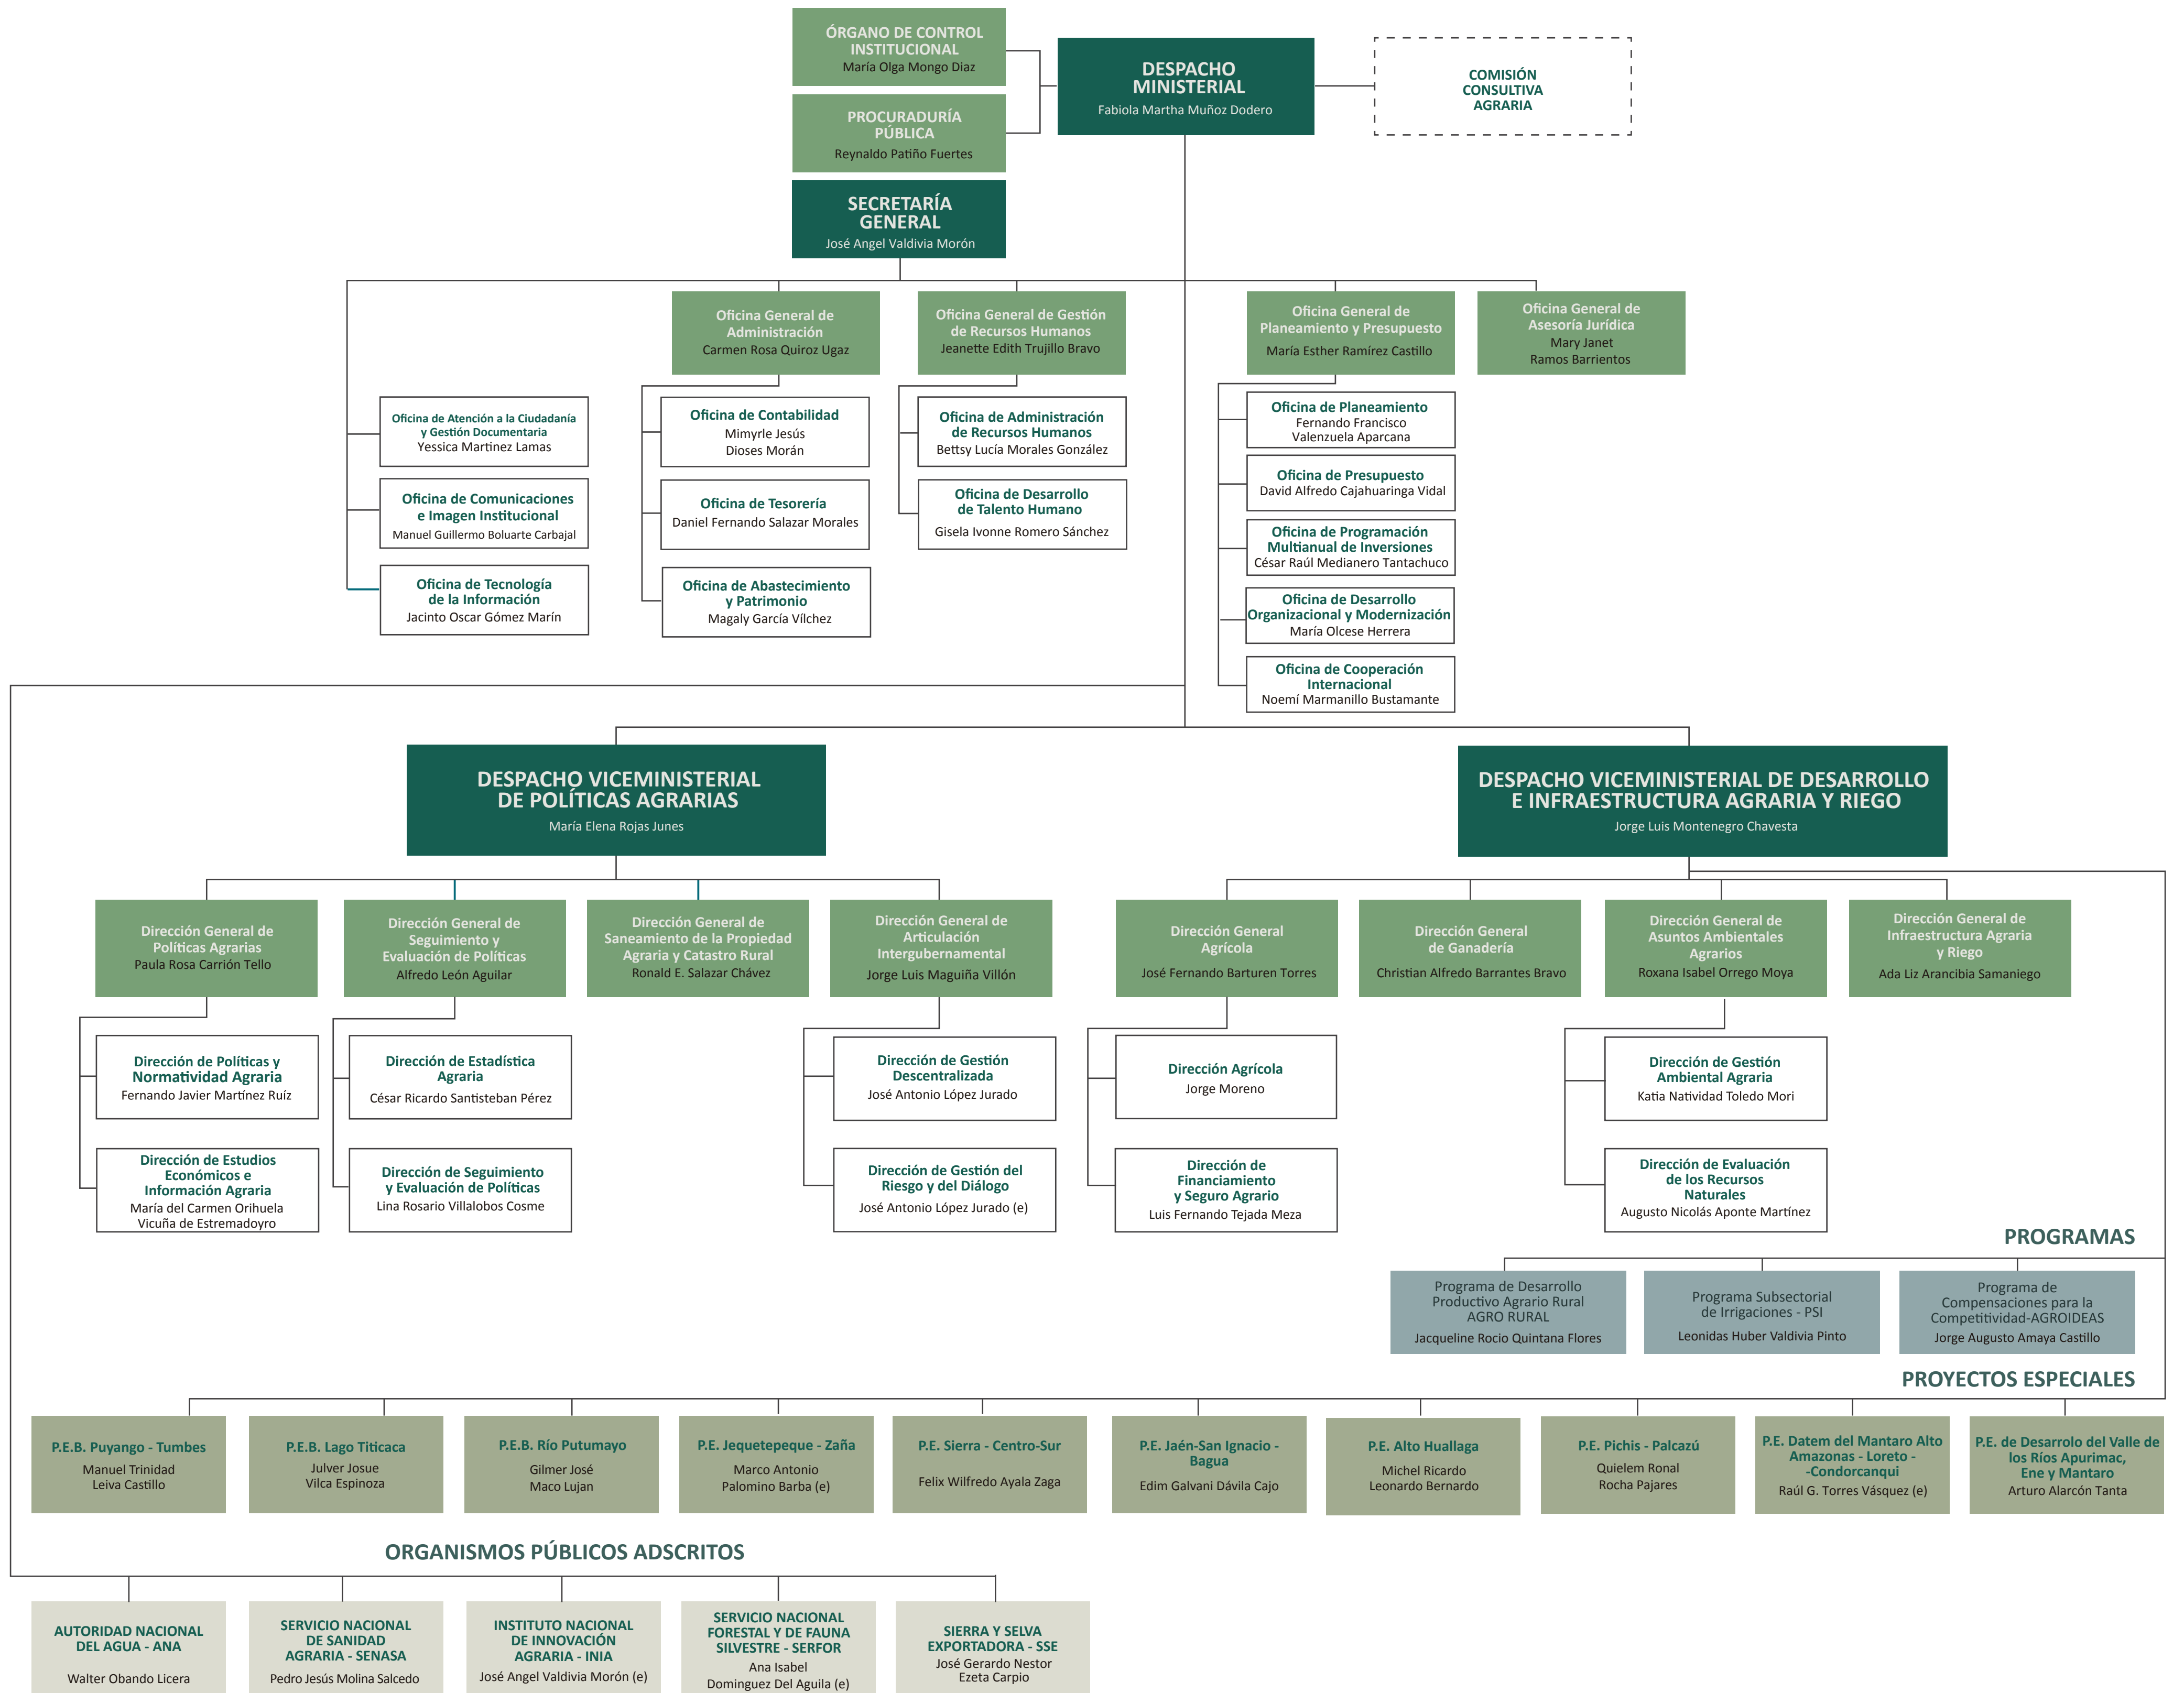 ÓRGANO DE CONTROL
INSTITUCIONAL
María Olga Mongo Diaz
DESPACHO
MINISTERIAL
Fabiola Martha Muñoz Dodero
COMISIÓN
CONSULTIVA
AGRARIA
PROCURADURÍA
PÚBLICA
Reynaldo Patiño Fuertes
SECRETARÍA
GENERAL
José Angel Valdivia Morón
Oficina General de
Administración
Carmen Rosa Quiroz Ugaz
Oficina General de Gestión
de Recursos Humanos
Jeanette Edith Trujillo Bravo
Oficina General de
Planeamiento y Presupuesto
María Esther Ramírez Castillo
Oficina General de
Asesoría Jurídica
Mary Janet
Ramos Barrientos
Oficina de Atención a la Ciudadanía
y Gestión Documentaria
Yessica Martinez Lamas
Oficina de Comunicaciones
e Imagen Institucional
Manuel Guillermo Boluarte Carbajal
Oficina de Tecnología
de la Información
Jacinto Oscar Gómez Marín
Oficina de Contabilidad
Mimyrle Jesús
Dioses Morán
Oficina de Tesorería
Daniel Fernando Salazar Morales
Oficina de Abastecimiento
y Patrimonio
Magaly García Vílchez
Oficina de Administración
de Recursos Humanos
Bettsy Lucía Morales González
Oficina de Desarrollo
de Talento Humano
Gisela Ivonne Romero Sánchez
Oficina de Planeamiento
Fernando Francisco
Valenzuela Aparcana
Oficina de Presupuesto
David Alfredo Cajahuaringa Vidal
Oficina de Programación
Multianual de Inversiones
César Raúl Medianero Tantachuco
Oficina de Desarrollo
Organizacional y Modernización
María Olcese Herrera
Oficina de Cooperación
Internacional
Noemí Marmanillo Bustamante
DESPACHO VICEMINISTERIAL
DE POLÍTICAS AGRARIAS
María Elena Rojas Junes
DESPACHO VICEMINISTERIAL DE DESARROLLO
E INFRAESTRUCTURA AGRARIA Y RIEGO
Jorge Luis Montenegro Chavesta
Dirección General de
Políticas Agrarias
Paula Rosa Carrión Tello
Dirección General de
Seguimiento y
Evaluación de Políticas
Alfredo León Aguilar
Dirección General de
Saneamiento de la Propiedad
Agraria y Catastro Rural
Ronald E. Salazar Chávez
Dirección General de
Articulación
Intergubernamental
Jorge Luis Maguiña Villón
Dirección General
Agrícola
José Fernando Barturen Torres
Dirección General
de Ganadería
Christian Alfredo Barrantes Bravo
Dirección General de
Asuntos Ambientales
Agrarios
Roxana Isabel Orrego Moya
Dirección General de
Infraestructura Agraria
y Riego
Ada Liz Arancibia Samaniego
Dirección de Políticas y
Normatividad Agraria
Fernando Javier Martínez Ruíz
Dirección de Estadística
Agraria
César Ricardo Santisteban Pérez
Dirección de Gestión
Descentralizada
José Antonio López Jurado
Dirección Agrícola
Jorge Moreno
Dirección de Gestión
Ambiental Agraria
Katia Natividad Toledo Mori
Dirección de Estudios
Económicos e
Información Agraria
María del Carmen Orihuela
Vicuña de Estremadoyro
Dirección de Seguimiento
y Evaluación de Políticas
Lina Rosario Villalobos Cosme
Dirección de Gestión del
Riesgo y del Diálogo
José Antonio López Jurado (e)
Dirección de
Financiamiento
y Seguro Agrario
Luis Fernando Tejada Meza
Dirección de Evaluación
de los Recursos
Naturales
Augusto Nicolás Aponte Martínez
PROGRAMAS
Programa de Desarrollo
Productivo Agrario Rural
AGRO RURAL
Jacqueline Rocio Quintana Flores
Programa Subsectorial
de Irrigaciones - PSI
Leonidas Huber Valdivia Pinto
Programa de
Compensaciones para la
Competitividad-AGROIDEAS
Jorge Augusto Amaya Castillo
PROYECTOS ESPECIALES
P.E.B. Puyango - Tumbes
Manuel Trinidad
Leiva Castillo
P.E.B. Lago Titicaca
Julver Josue
Vilca Espinoza
P.E.B. Río Putumayo
Gilmer José
Maco Lujan
P.E. Jequetepeque - Zaña
Marco Antonio
Palomino Barba (e)
P.E. Sierra - Centro-Sur
Felix Wilfredo Ayala Zaga
P.E. Jaén-San Ignacio -
Bagua
Edim Galvani Dávila Cajo
P.E. Alto Huallaga
Michel Ricardo
Leonardo Bernardo
P.E. Pichis - Palcazú
Quielem Ronal
Rocha Pajares
P.E. Datem del Mantaro Alto
Amazonas - Loreto -
-Condorcanqui
Raúl G. Torres Vásquez (e)
P.E. de Desarrolo del Valle de
los Ríos Apurimac,
Ene y Mantaro
Arturo Alarcón Tanta
ORGANISMOS PÚBLICOS ADSCRITOS
AUTORIDAD NACIONAL
DEL AGUA - ANA
Walter Obando Licera
SERVICIO NACIONAL
DE SANIDAD
AGRARIA - SENASA
Pedro Jesús Molina Salcedo
INSTITUTO NACIONAL
DE INNOVACIÓN
AGRARIA - INIA
José Angel Valdivia Morón (e)
SERVICIO NACIONAL
FORESTAL Y DE FAUNA
SILVESTRE - SERFOR
Ana Isabel
Dominguez Del Aguila (e)
SIERRA Y SELVA
EXPORTADORA - SSE
José Gerardo Nestor
Ezeta Carpio